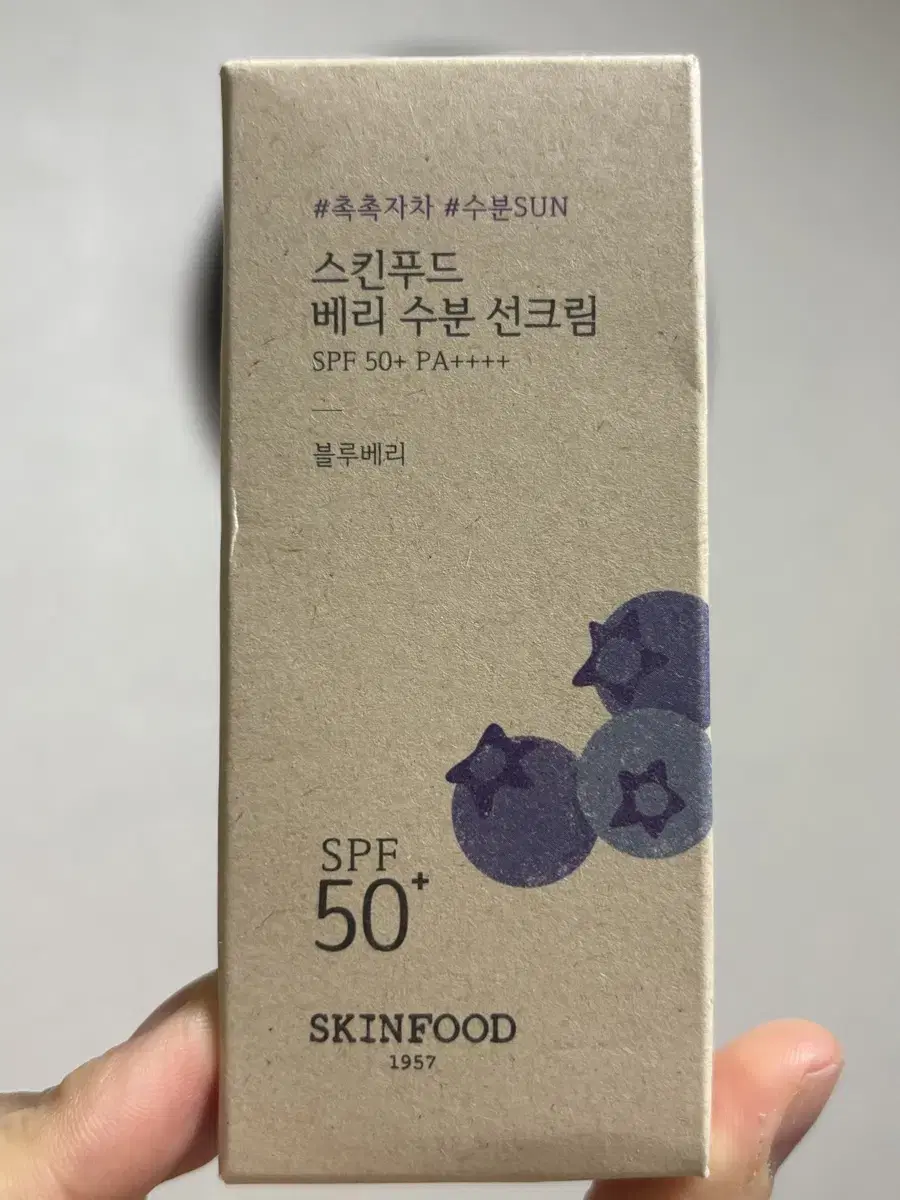 #촉촉자차 #수분SUN
스킨푸드
베리 수분 선크림
SPF 50+ PA++++
블루베리
SPF
50+
SKINFOOD
1957